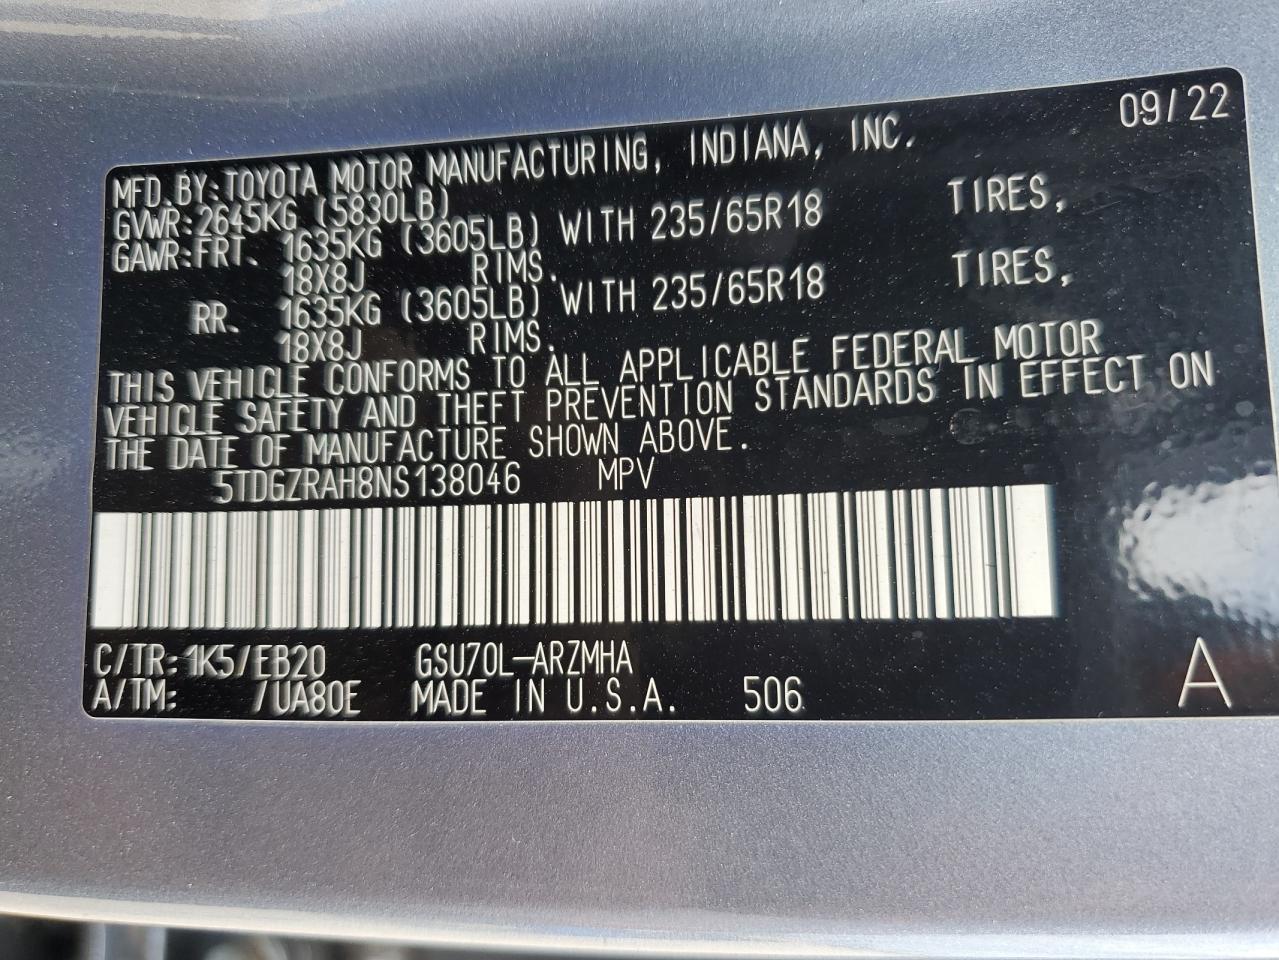 09/22
MFD.BY:TOYOTA MOTOR MANUFACTURING, INDIANA, INC.
GVWR:2645KG (5830LB)
GAWR:FRT. 1635KG (3605LB) WITH 235/65R18 TIRES,
18X8J RIMS.
RR. 1635KG (3605LB) WITH 235/65R18 TIRES,
18X8J RIMS.
THIS VEHICLE CONFORMS TO ALL APPLICABLE FEDERAL MOTOR
VEHICLE SAFETY AND THEFT PREVENTION STANDARDS IN EFFECT ON
THE DATE OF MANUFACTURE SHOWN ABOVE.
5TDGZRAH8NS138046 MPV
C/TR:1K5/EB20 GSU70L-ARZMHA
A/TM: /UA80E MADE IN U.S.A. 506 A